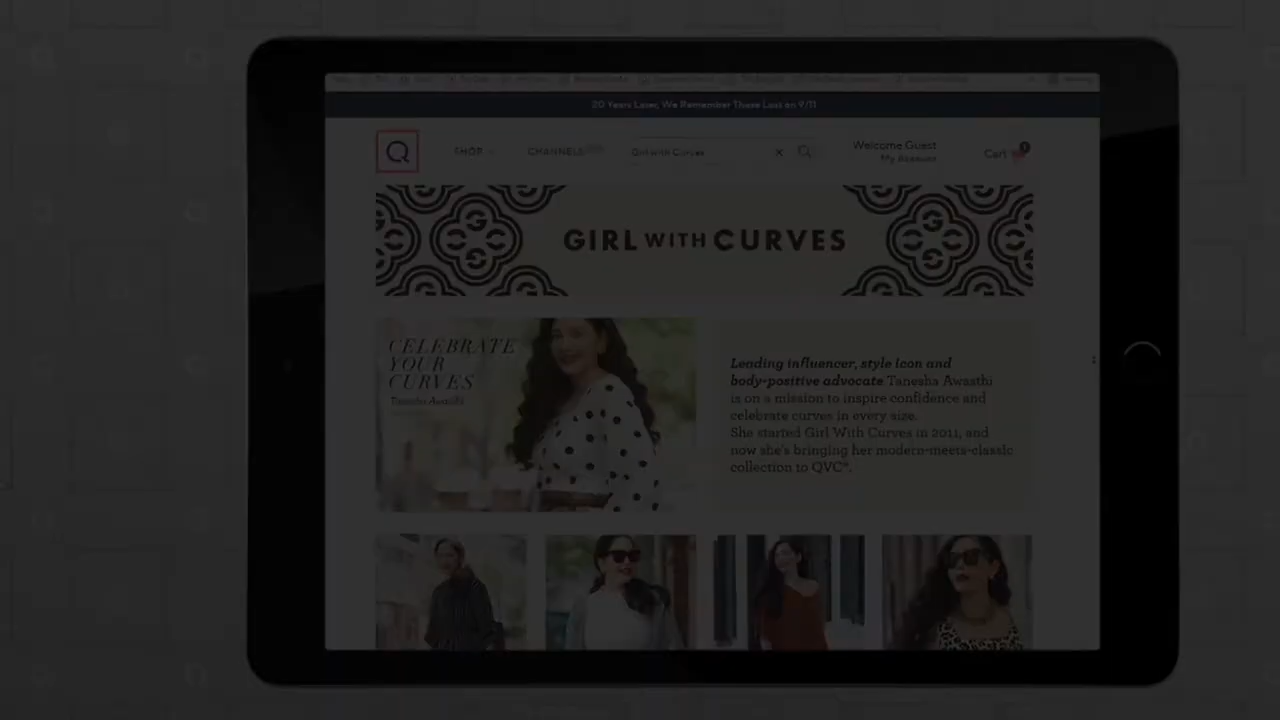 20 Years Later, We Remember Those Lost on 9/11
Q
SHOP
CHANNELS
Girl with Curves
Welcome Guest
My Account
Cart
1
GIRL WITH CURVES
CELEBRATE
YOUR
CURVES
Tanesha Awasthi
Leading influencer, style icon and
body-positive advocate Tanesha Awasthi
is on a mission to inspire confidence and
celebrate curves in every size.
She started Girl With Curves in 2011, and
now she's bringing her modern-meets-classic
collection to QVC®.